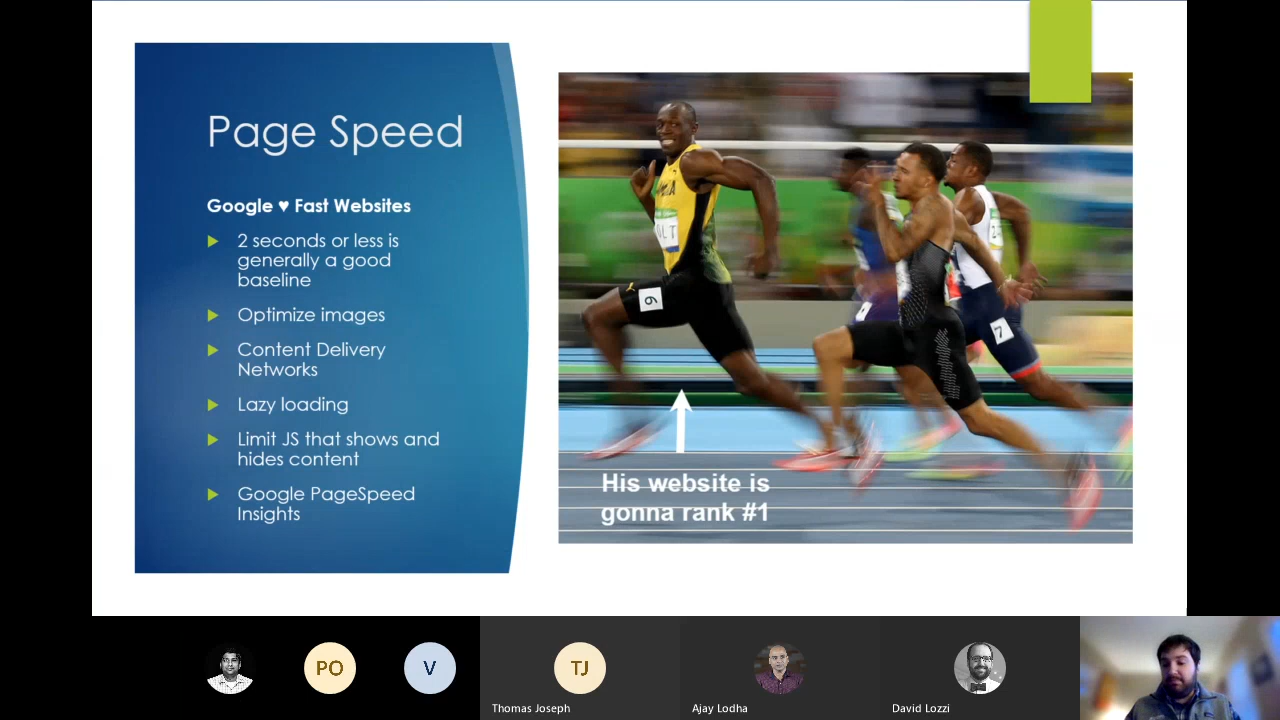 Page Speed
Google ♥ Fast Websites
2 seconds or less is
generally a good
baseline
Optimize images
Content Delivery
Networks
Lazy loading
Limit JS that shows and
hides content
Google PageSpeed
Insights
9
7
His website is
gonna rank #1
PO
V
TJ
Thomas Joseph
Ajay Lodha
David Lozzi